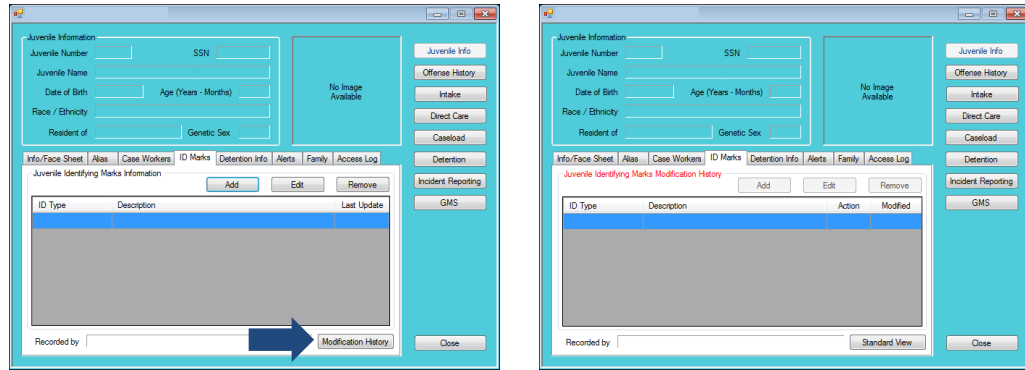 Juvenile Information
Juvenile Number SSN
Juvenile Name
Date of Birth Age (Years - Months)
Race / Ethnicity
Resident of Genetic Sex
No Image
Available
Juvenile Info
Offense History
Intake
Direct Care
Caseload
Detention
Incident Reporting
GMS
Info/Face Sheet Alias Case Workers ID Marks Detention Info Alerts Family Access Log
Juvenile Identifying Marks Information
Add Edit Remove
ID Type Description Last Update
Recorded by Modification History
Close
Juvenile Information
Juvenile Number SSN
Juvenile Name
Date of Birth Age (Years - Months)
Race / Ethnicity
Resident of Genetic Sex
No Image
Available
Juvenile Info
Offense History
Intake
Direct Care
Caseload
Detention
Incident Reporting
GMS
Info/Face Sheet Alias Case Workers ID Marks Detention Info Alerts Family Access Log
Juvenile Identifying Marks Modification History
Add Edit Remove
ID Type Description Action Modified
Recorded by Standard View
Close